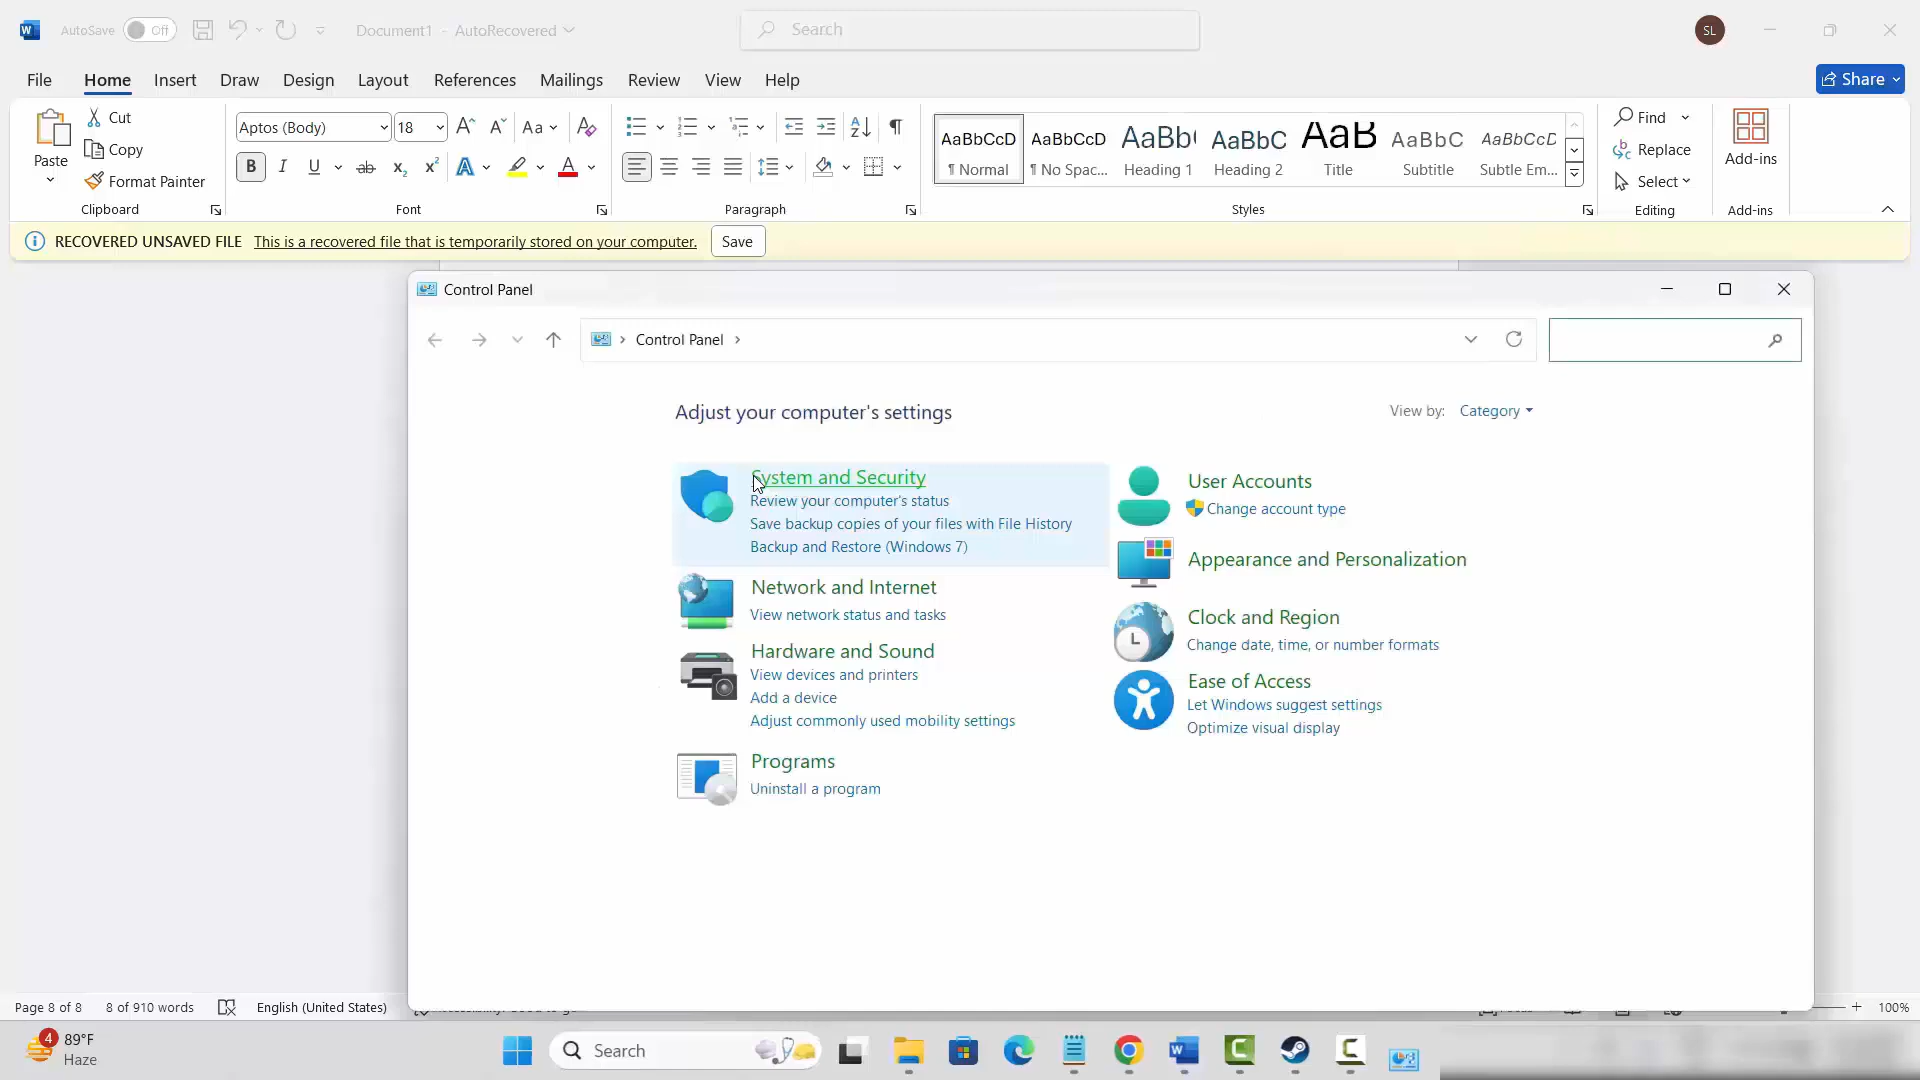 W AutoSave Off Document1 - AutoRecovered Search SL
File Home Insert Draw Design Layout References Mailings Review View Help Share
Paste Cut Copy Format Painter
Clipboard
Aptos (Body) 18 Aa
B I U ab x₂ x² A A
Font
Paragraph
AaBbCcD AaBbCcD AaBb( AaBbC AaB AaBbC AaBbCcD
¶ Normal ¶ No Spac... Heading 1 Heading 2 Title Subtitle Subtle Em...
Styles
Find
Replace
Select
Editing
Add-ins
Add-ins
RECOVERED UNSAVED FILE This is a recovered file that is temporarily stored on your computer. Save
Control Panel
Control Panel
Adjust your computer's settings
View by: Category
System and Security
Review your computer's status
Save backup copies of your files with File History
Backup and Restore (Windows 7)
Network and Internet
View network status and tasks
Hardware and Sound
View devices and printers
Add a device
Adjust commonly used mobility settings
Programs
Uninstall a program
User Accounts
Change account type
Appearance and Personalization
Clock and Region
Change date, time, or number formats
Ease of Access
Let Windows suggest settings
Optimize visual display
Page 8 of 8 8 of 910 words English (United States) 100%
4 89°F
Haze
Search